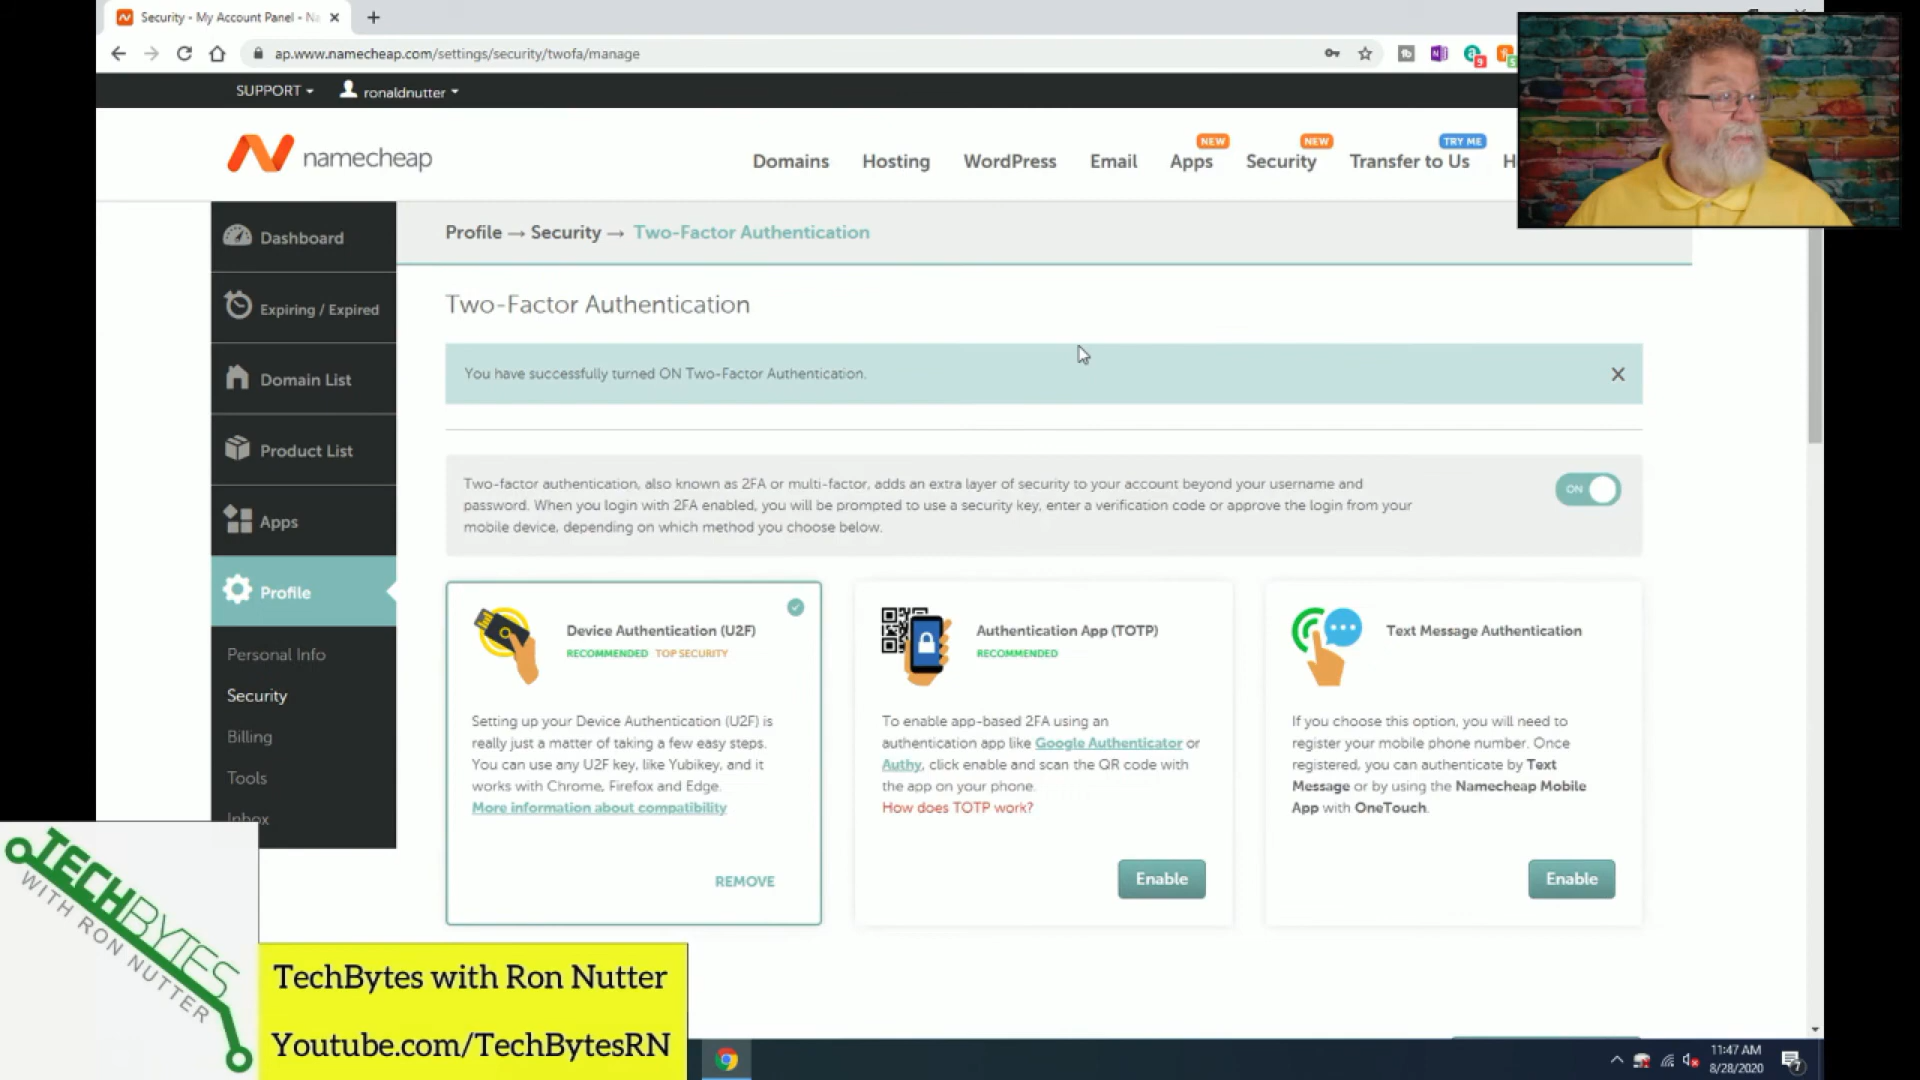 Security - My Account Panel - Na
ap.www.namecheap.com/settings/security/twofa/manage
SUPPORT
ronaldnutter
namecheap
NEW
NEW
TRY ME
Domains
Hosting
WordPress
Email
Apps
Security
Transfer to Us
H
Dashboard
Expiring / Expired
Domain List
Product List
Apps
Profile
Personal Info
Security
Billing
Tools
Inbox
Profile → Security → Two-Factor Authentication
Two-Factor Authentication
You have successfully turned ON Two-Factor Authentication.
Two-factor authentication, also known as 2FA or multi-factor, adds an extra layer of security to your account beyond your username and
password. When you login with 2FA enabled, you will be prompted to use a security key, enter a verification code or approve the login from your
mobile device, depending on which method you choose below.
ON
Device Authentication (U2F)
RECOMMENDED TOP SECURITY
Setting up your Device Authentication (U2F) is
really just a matter of taking a few easy steps.
You can use any U2F key, like Yubikey, and it
works with Chrome, Firefox and Edge.
More information about compatibility
REMOVE
Authentication App (TOTP)
RECOMMENDED
To enable app-based 2FA using an
authentication app like Google Authenticator or
Authy, click enable and scan the QR code with
the app on your phone.
How does TOTP work?
Enable
Text Message Authentication
If you choose this option, you will need to
register your mobile phone number. Once
registered, you can authenticate by Text
Message or by using the Namecheap Mobile
App with OneTouch.
Enable
TECHBYTES
WITH RON NUTTER
TechBytes with Ron Nutter
Youtube.com/TechBytesRN
11:47 AM
8/28/2020